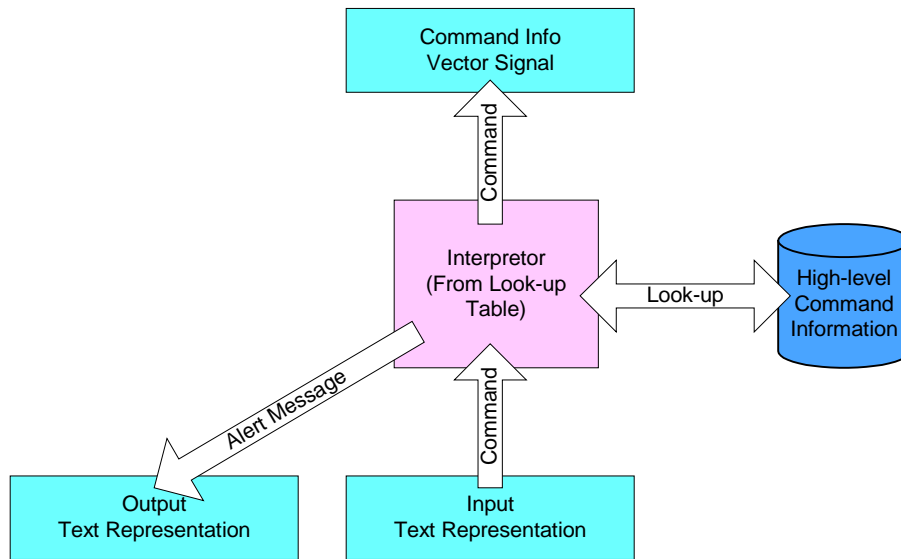 Command Info
Vector Signal
Command
Interpretor
(From Look-up
Table)
Look-up
High-level
Command
Information
Alert Message
Command
Output
Text Representation
Input
Text Representation